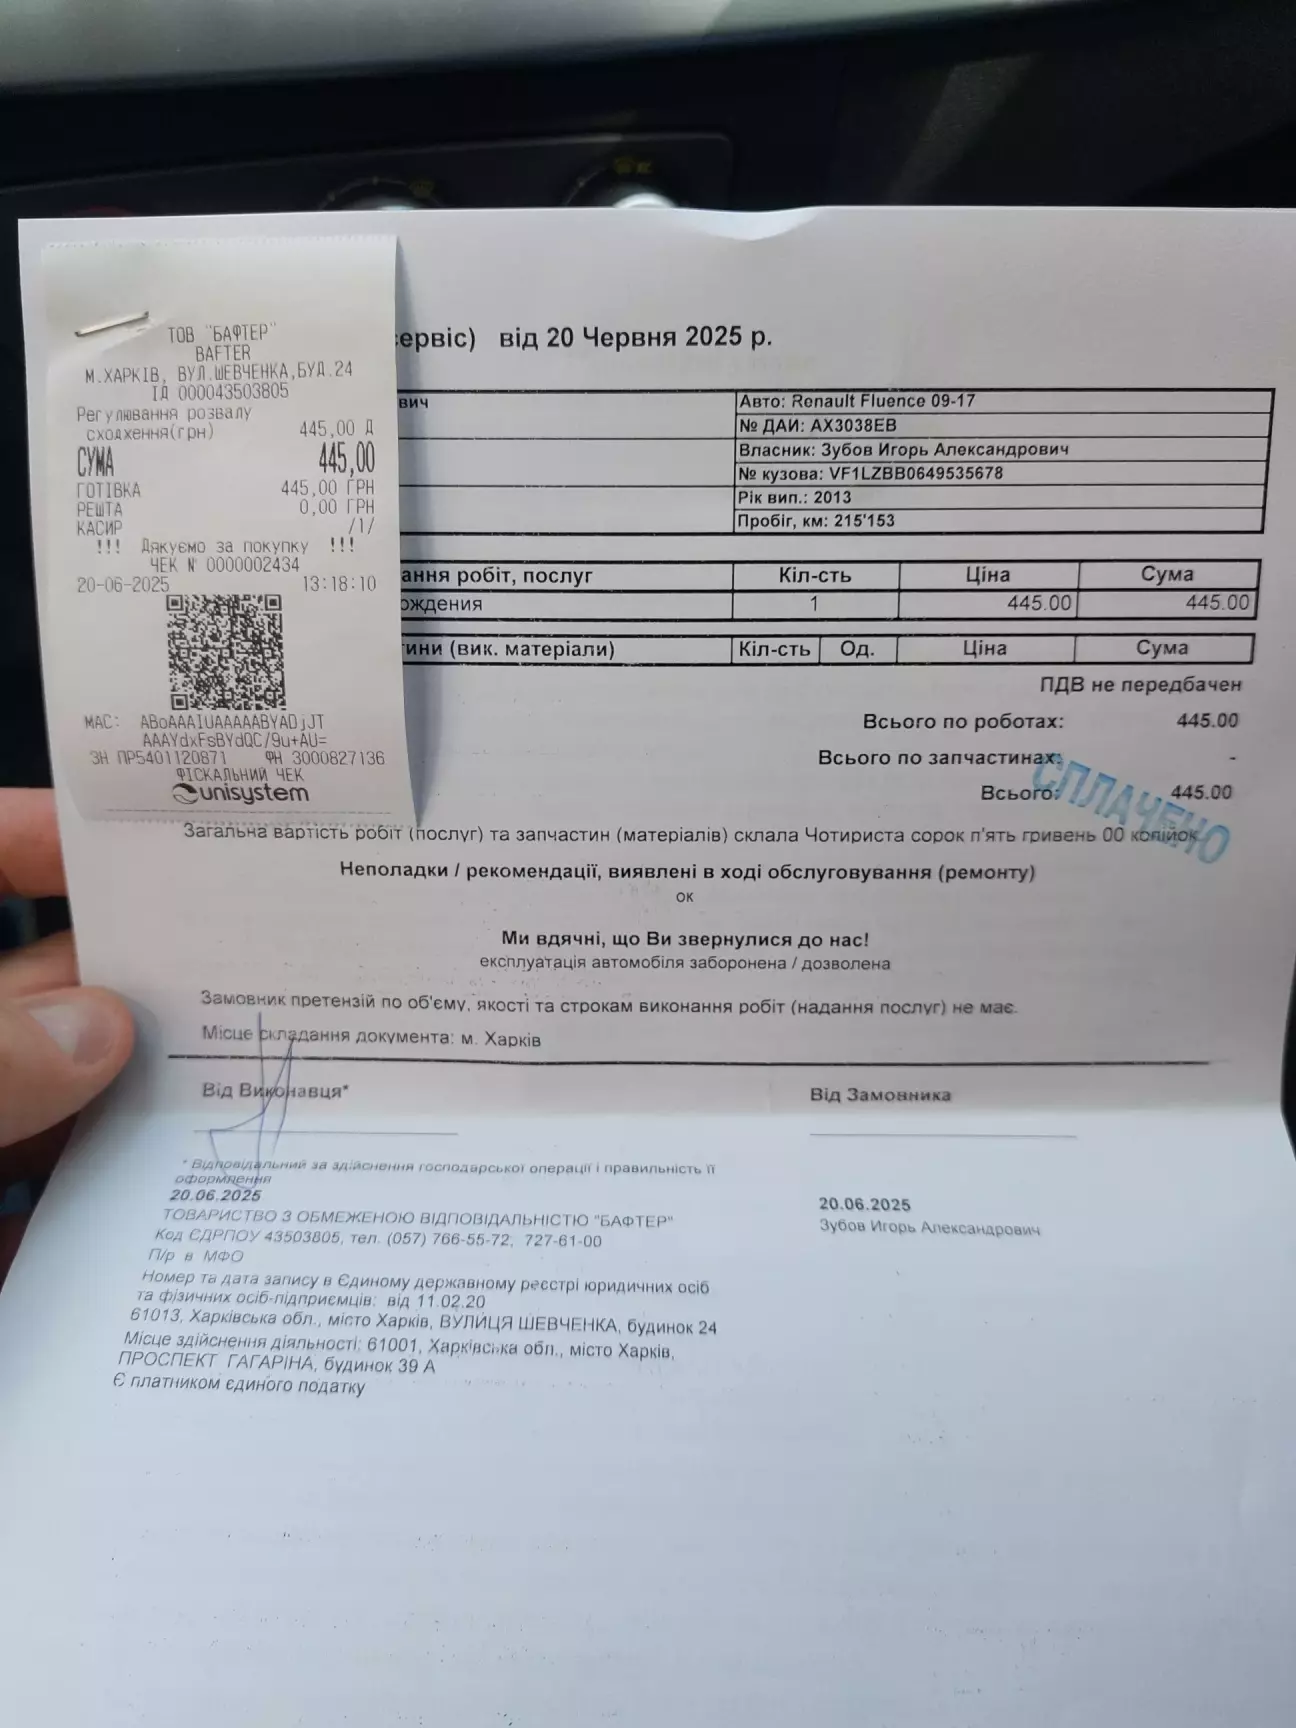 ТОВ "БАФТЕР"
BAFTER
М.ХАРКІВ, ВУЛ.ШЕВЧЕНКА,БУД.24
ІД 000043503805
Регулювання розвалу
сходження(грн) 445,00 Д
СУМА 445,00
ГОТІВКА 445,00 ГРН
РЕШТА 0,00 ГРН
КАСИР /1/
!!! Дякуємо за покупку !!!
ЧЕК N 0000002434
20-06-2025 13:18:10
MAC: ABoAAAIUAAAAABYADjJT
AAAYdxFsBYdQC/9u+AU=
ЗН ПР5401120871 ФН 3000827136
ФІСКАЛЬНИЙ ЧЕК
unisystem
сервіс) від 20 Червня 2025 р.
вич
Авто: Renault Fluence 09-17
№ ДАИ: AX3038EB
Власник: Зубов Игорь Александрович
№ кузова: VF1LZBB0649535678
Рік вип.: 2013
Пробіг, км: 215'153
ання робіт, послуг Кіл-сть Ціна Сума
ождения 1 445.00 445.00
тини (вик. матеріали) Кіл-сть Од. Ціна Сума
ПДВ не передбачен
Всього по роботах: 445.00
Всього по запчастинах: -
Всього: 445.00
СПЛАЧЕНО
Загальна вартість робіт (послуг) та запчастин (матеріалів) склала Чотириста сорок п'ять гривень 00 копійок
Неполадки / рекомендації, виявлені в ході обслуговування (ремонту)
ок
Ми вдячні, що Ви звернулися до нас!
експлуатація автомобіля заборонена / дозволена
Замовник претензій по об'єму, якості та строкам виконання робіт (надання послуг) не має.
Місце складання документа: м. Харків
Від Виконавця*
Від Замовника
* Відповідальний за здійснення господарської операції і правильність її
оформлення
20.06.2025
ТОВАРИСТВО З ОБМЕЖЕНОЮ ВІДПОВІДАЛЬНІСТЮ "БАФТЕР"
Код ЄДРПОУ 43503805, тел. (057) 766-55-72, 727-61-00
П/р в МФО
Номер та дата запису в Єдиному державному реєстрі юридичних осіб
та фізичних осіб-підприємців: від 11.02.20
61013, Харківська обл., місто Харків, ВУЛИЦЯ ШЕВЧЕНКА, будинок 24
Місце здійснення діяльності: 61001, Харківська обл., місто Харків,
ПРОСПЕКТ ГАГАРІНА, будинок 39 А
Є платником єдиного податку
20.06.2025
Зубов Игорь Александрович